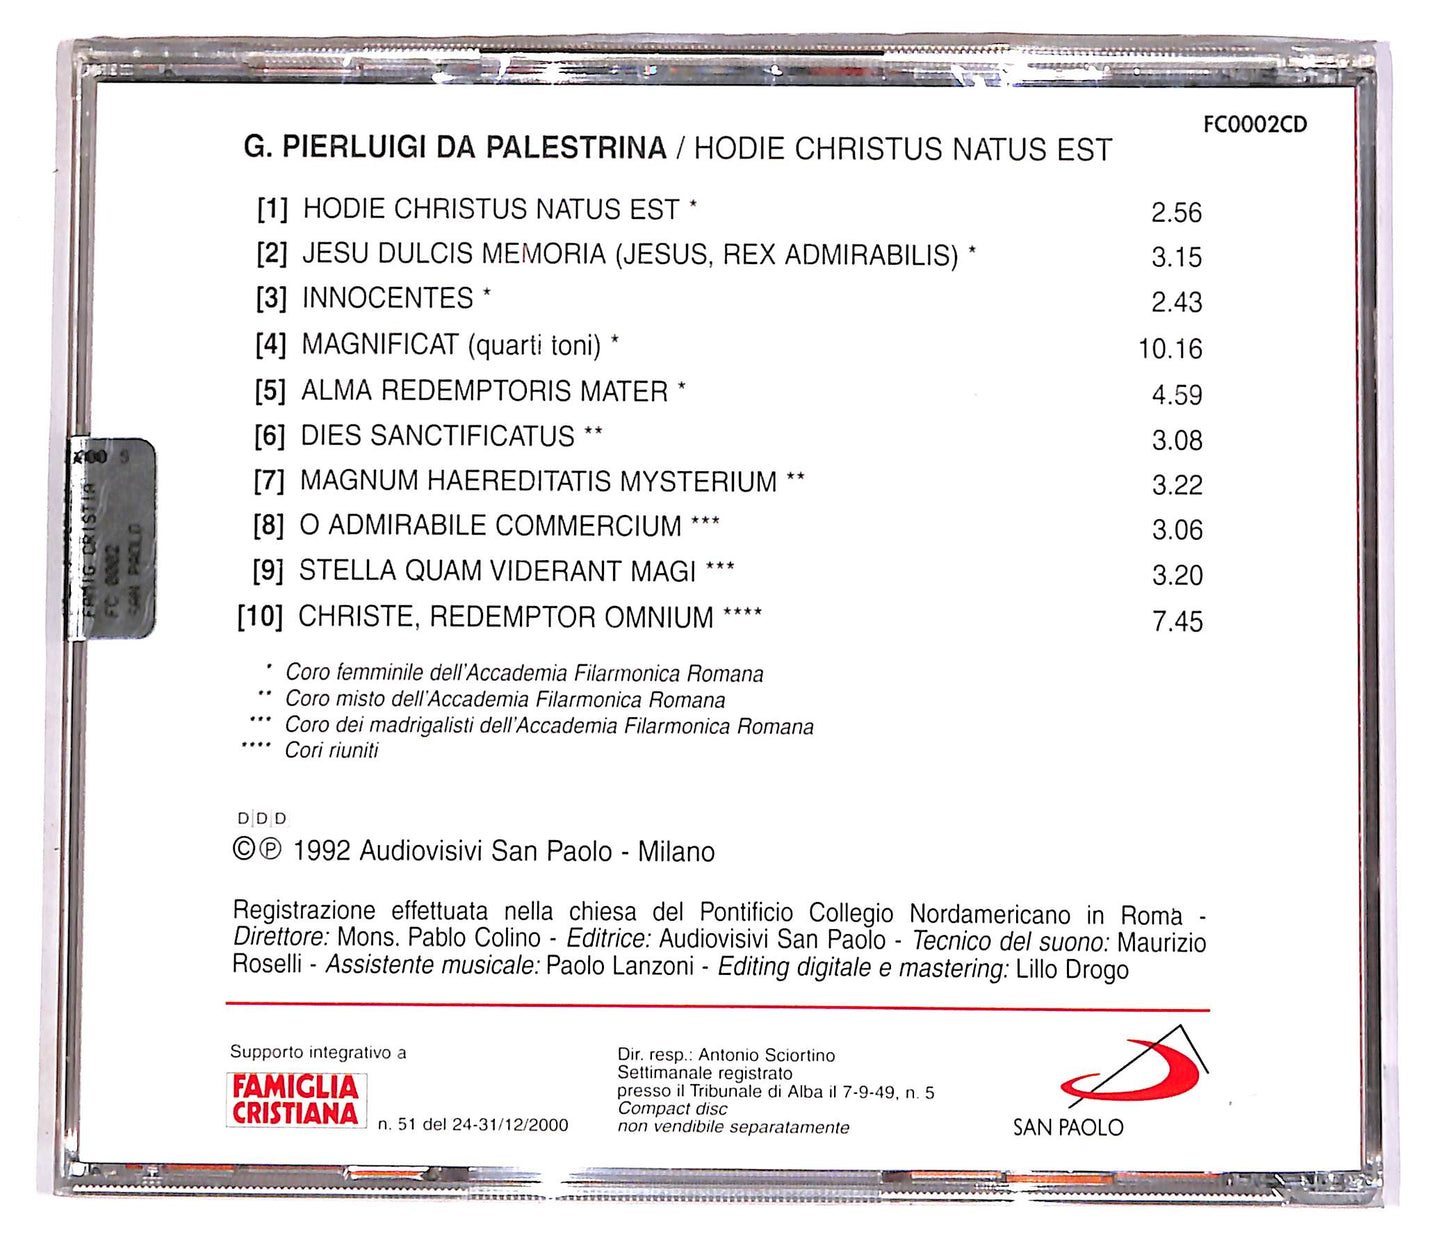 FC0002CD
G. PIERLUIGI DA PALESTRINA / HODIE CHRISTUS NATUS EST
[1] HODIE CHRISTUS NATUS EST * 2.56
[2] JESU DULCIS MEMORIA (JESUS, REX ADMIRABILIS) * 3.15
[3] INNOCENTES * 2.43
[4] MAGNIFICAT (quarti toni) * 10.16
[5] ALMA REDEMPTORIS MATER * 4.59
[6] DIES SANCTIFICATUS ** 3.08
[7] MAGNUM HAEREDITATIS MYSTERIUM ** 3.22
[8] O ADMIRABILE COMMERCIUM *** 3.06
[9] STELLA QUAM VIDERANT MAGI *** 3.20
[10] CHRISTE, REDEMPTOR OMNIUM **** 7.45
* Coro femminile dell'Accademia Filarmonica Romana
** Coro misto dell'Accademia Filarmonica Romana
*** Coro dei madrigalisti dell'Accademia Filarmonica Romana
**** Cori riuniti
D D D
©℗ 1992 Audiovisivi San Paolo - Milano
Registrazione effettuata nella chiesa del Pontificio Collegio Nordamericano in Roma -
Direttore: Mons. Pablo Colino - Editrice: Audiovisivi San Paolo - Tecnico del suono: Maurizio
Roselli - Assistente musicale: Paolo Lanzoni - Editing digitale e mastering: Lillo Drogo
Supporto integrativo a
FAMIGLIA
CRISTIANA
n. 51 del 24-31/12/2000
Dir. resp.: Antonio Sciortino
Settimanale registrato
presso il Tribunale di Alba il 7-9-49, n. 5
Compact disc
non vendibile separatamente
SAN PAOLO
FAMIG CRISTIA
FC 0002
SAN PAOLO